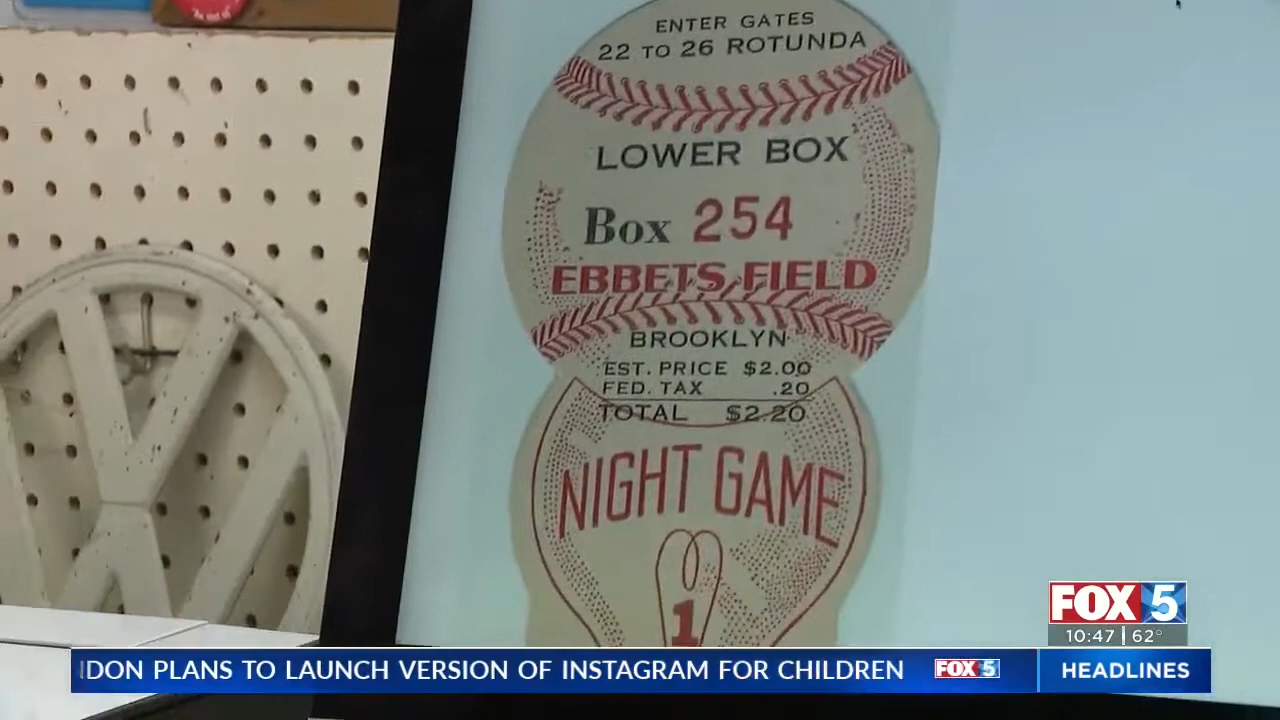 ENTER GATES
22 TO 26 ROTUNDA
LOWER BOX
Box 254
EBBETS FIELD
BROOKLYN
EST. PRICE $2.00
FED. TAX .20
TOTAL $2.20
NIGHT GAME
1
FOX 5
10:47 | 62°
DON PLANS TO LAUNCH VERSION OF INSTAGRAM FOR CHILDREN FOX 5 HEADLINES